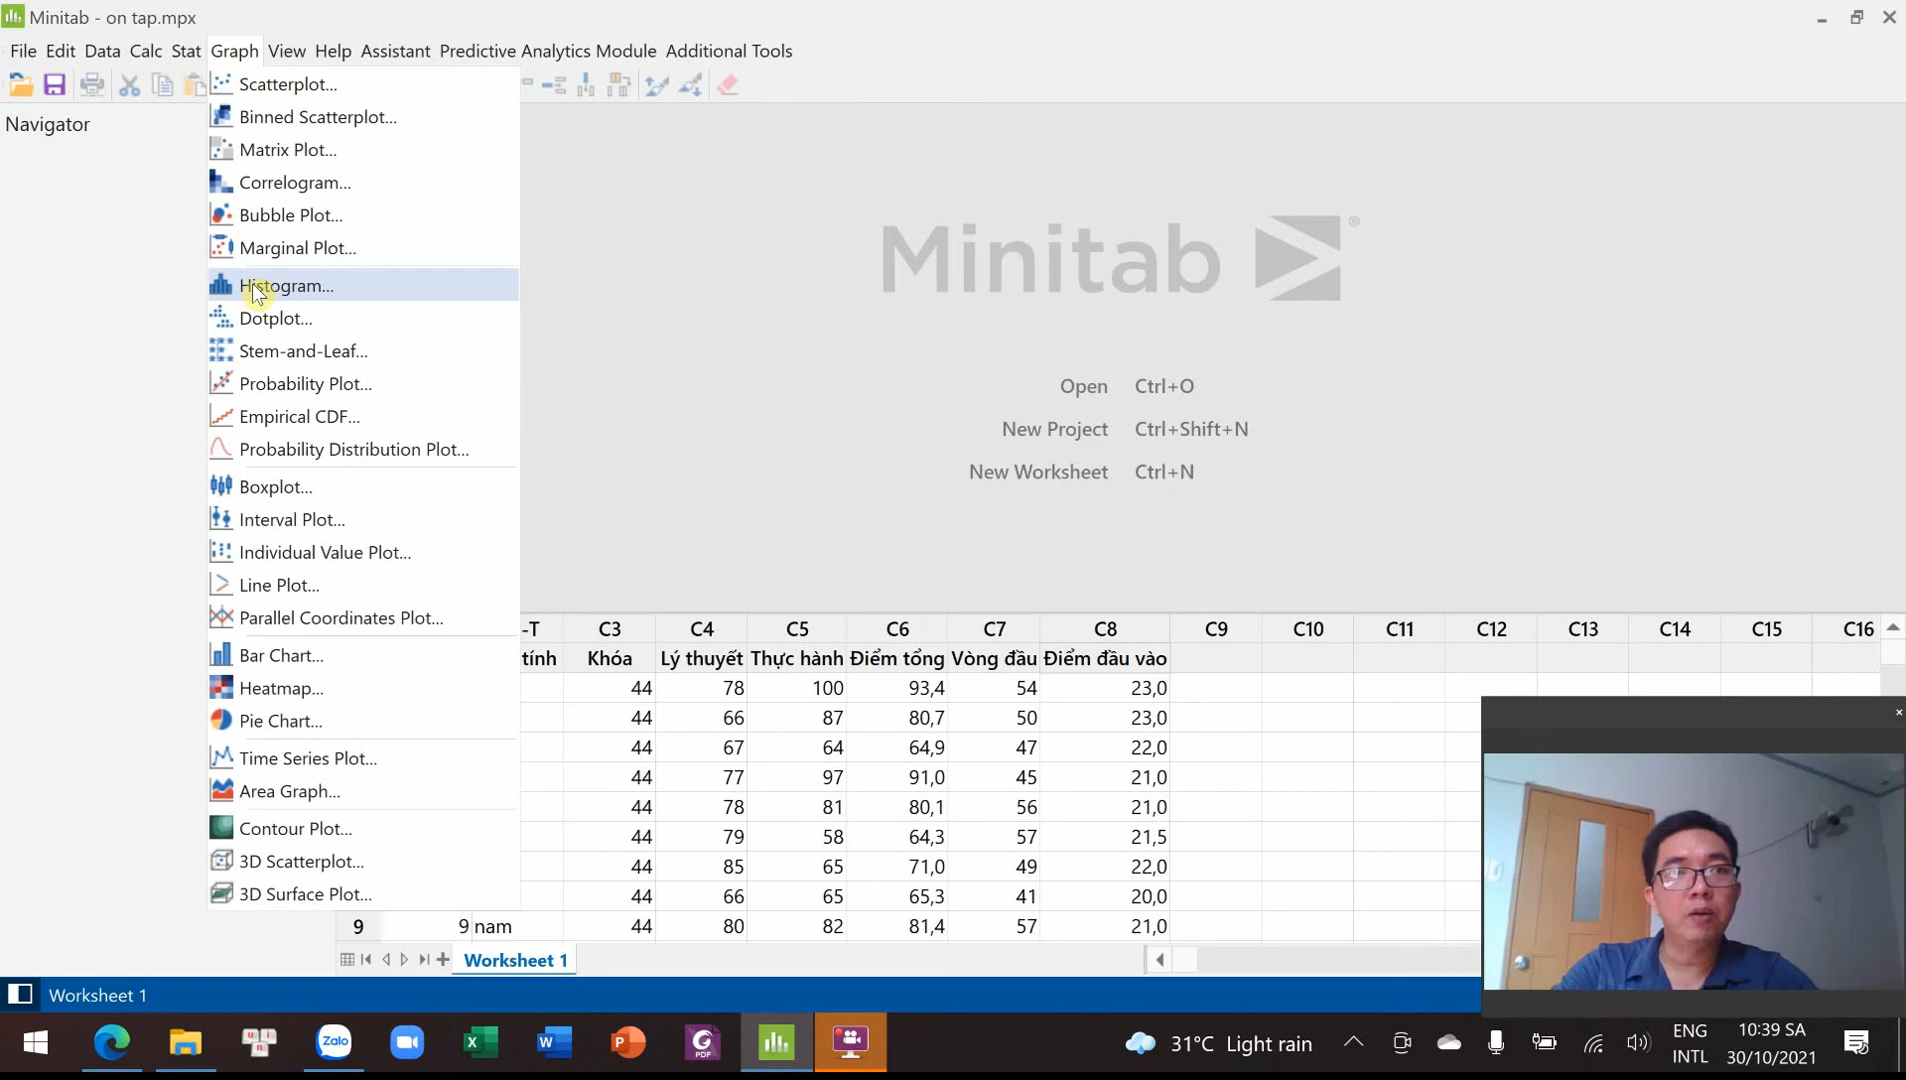 Minitab - on tap.mpx
File Edit Data Calc Stat Graph View Help Assistant Predictive Analytics Module Additional Tools
Navigator
Scatterplot...
Binned Scatterplot...
Matrix Plot...
Correlogram...
Bubble Plot...
Marginal Plot...
Histogram...
Dotplot...
Stem-and-Leaf...
Probability Plot...
Empirical CDF...
Probability Distribution Plot...
Boxplot...
Interval Plot...
Individual Value Plot...
Line Plot...
Parallel Coordinates Plot...
Bar Chart...
Heatmap...
Pie Chart...
Time Series Plot...
Area Graph...
Contour Plot...
3D Scatterplot...
3D Surface Plot...
Minitab ®
Open Ctrl+O
New Project Ctrl+Shift+N
New Worksheet Ctrl+N
-T C3 C4 C5 C6 C7 C8 C9 C10 C11 C12 C13 C14 C15 C16
tính Khóa Lý thuyết Thực hành Điểm tổng Vòng đầu Điểm đầu vào
44 78 100 93,4 54 23,0
44 66 87 80,7 50 23,0
44 67 64 64,9 47 22,0
44 77 97 91,0 45 21,0
44 78 81 80,1 56 21,0
44 79 58 64,3 57 21,5
44 85 65 71,0 49 22,0
44 66 65 65,3 41 20,0
9 9 nam 44 80 82 81,4 57 21,0
Worksheet 1
Worksheet 1
Zalo
PDF
31°C Light rain
ENG
INTL
10:39 SA
30/10/2021